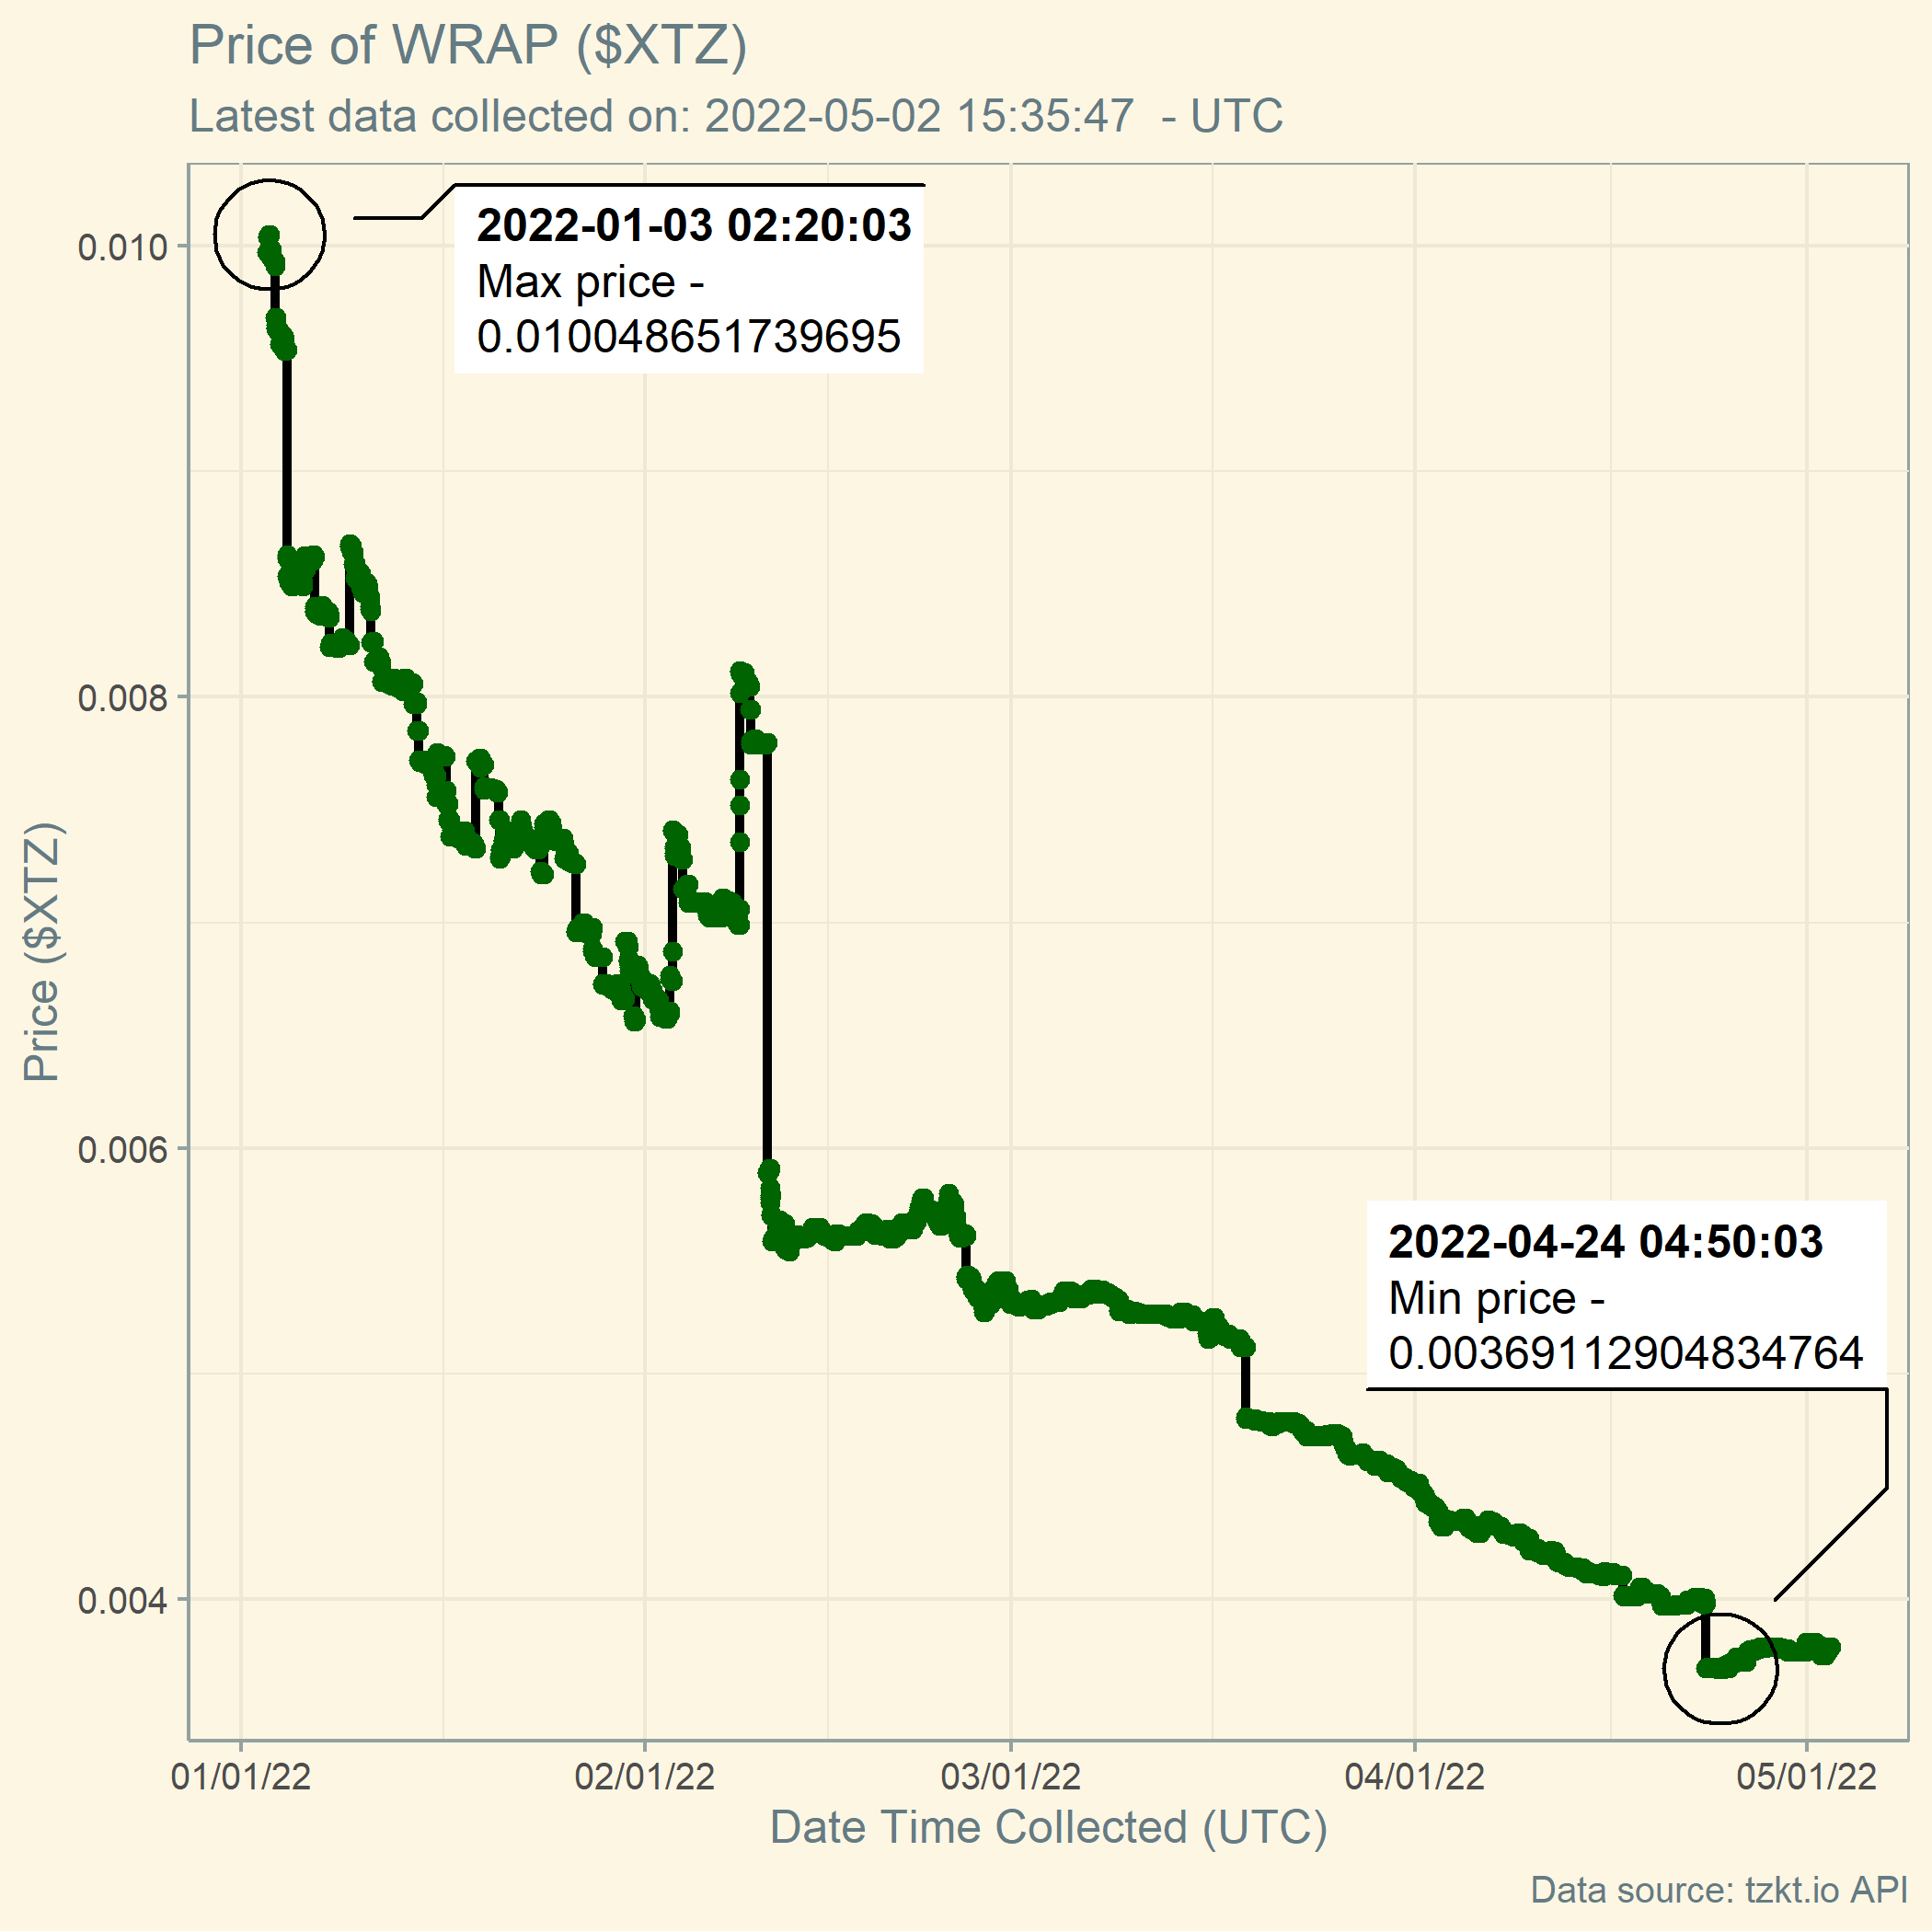 Price of WRAP ($XTZ)
Latest data collected on: 2022-05-02 15:35:47  - UTC
2022-01-03 02:20:03
Max price -
0.010048651739695
0.010
0.008
0.006
0.004
Price ($XTZ)
2022-04-24 04:50:03
Min price -
0.00369112904834764
01/01/22
02/01/22
03/01/22
04/01/22
05/01/22
Date Time Collected (UTC)
Data source: tzkt.io API